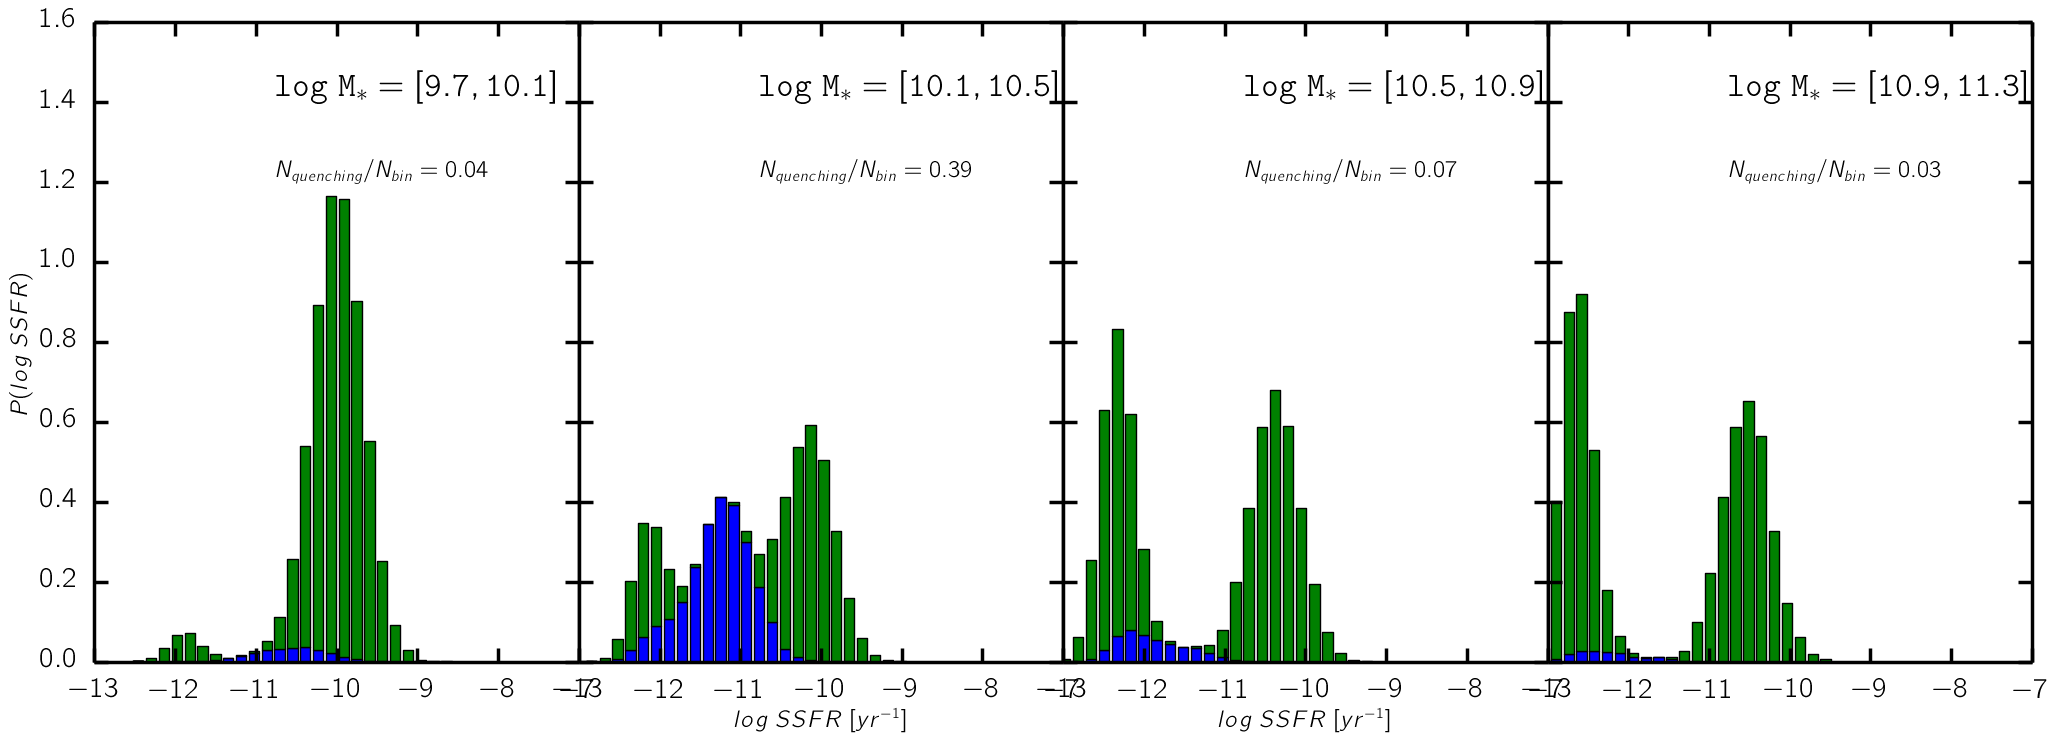 1.6
1.4
1.2
1.0
0.8
0.6
0.4
0.2
0.0
P(log SSFR)
log M* = [9.7, 10.1]
N_quenching/N_bin = 0.04
log M* = [10.1, 10.5]
N_quenching/N_bin = 0.39
log M* = [10.5, 10.9]
N_quenching/N_bin = 0.07
log M* = [10.9, 11.3]
N_quenching/N_bin = 0.03
−13 −12 −11 −10 −9 −8 −7
−13 −12 −11 −10 −9 −8 −7
−13 −12 −11 −10 −9 −8 −7
−13 −12 −11 −10 −9 −8 −7
log SSFR [yr⁻¹]
log SSFR [yr⁻¹]